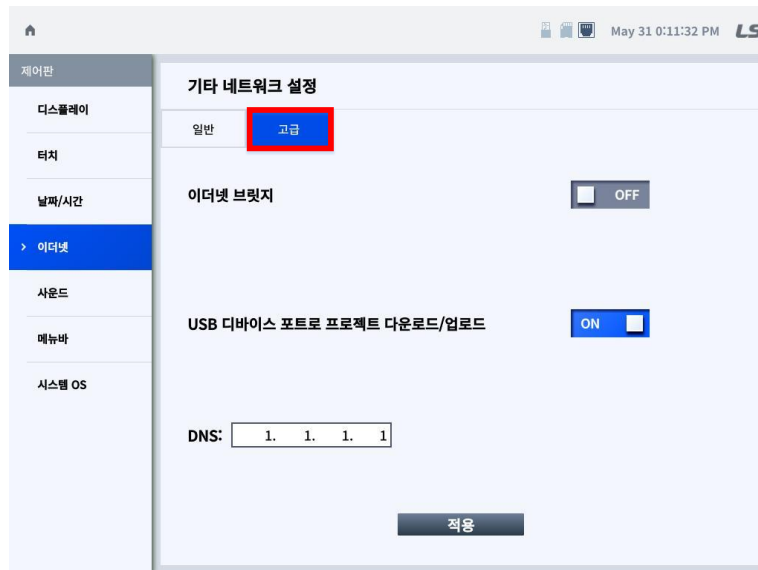 May 31 0:11:32 PM LS
제어판
디스플레이
터치
날짜/시간
> 이더넷
사운드
메뉴바
시스템 OS
기타 네트워크 설정
일반 고급
이더넷 브릿지 OFF
USB 디바이스 포트로 프로젝트 다운로드/업로드 ON
DNS: 1. 1. 1. 1
적용